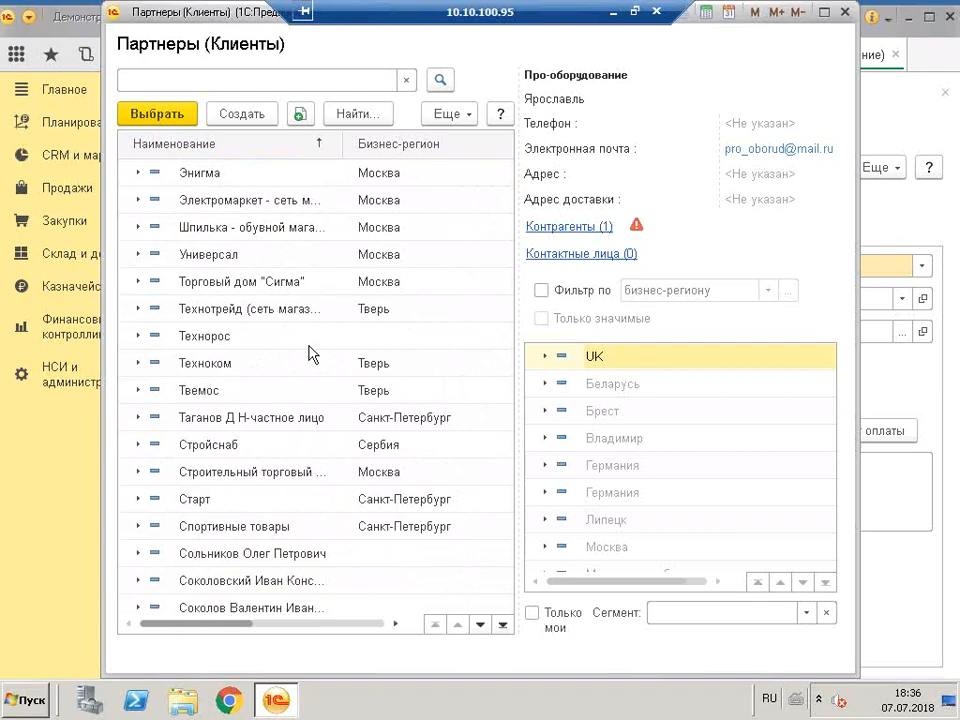 Демонст
Партнеры (Клиенты) (1С:Пред
10.10.100.95
M M+ M-
ние) ×
Партнеры (Клиенты)
Выбрать
Создать
Найти...
Еще
?
Наименование ↑
Бизнес-регион
Энигма Москва
Электромаркет - сеть м... Москва
Шпилька - обувной мага... Москва
Универсал Москва
Торговый дом "Сигма" Москва
Технотрейд (сеть магаз... Тверь
Технорос
Техноком Тверь
Твемос Тверь
Таганов Д Н-частное лицо Санкт-Петербург
Стройснаб Сербия
Строительный торговый ... Москва
Старт Санкт-Петербург
Спортивные товары Санкт-Петербург
Сольников Олег Петрович
Соколовский Иван Конс...
Соколов Валентин Иван...
Про-оборудование
Ярославль
Телефон : <Не указан>
Электронная почта : pro_oborud@mail.ru
Адрес : <Не указан>
Адрес доставки : <Не указан>
Контрагенты (1)
Контактные лица (0)
Фильтр по бизнес-региону ...
Только значимые
UK
Беларусь
Брест
Владимир
Германия
Германия
Липецк
Москва
Только мои
Сегмент:
Главное
Планирова
CRM и мар
Продажи
Закупки
Склад и до
Казначейс
Финансовы
контроллин
НСИ и
админист
Еще
?
...
оплаты
Пуск
RU
18:36
07.07.2018